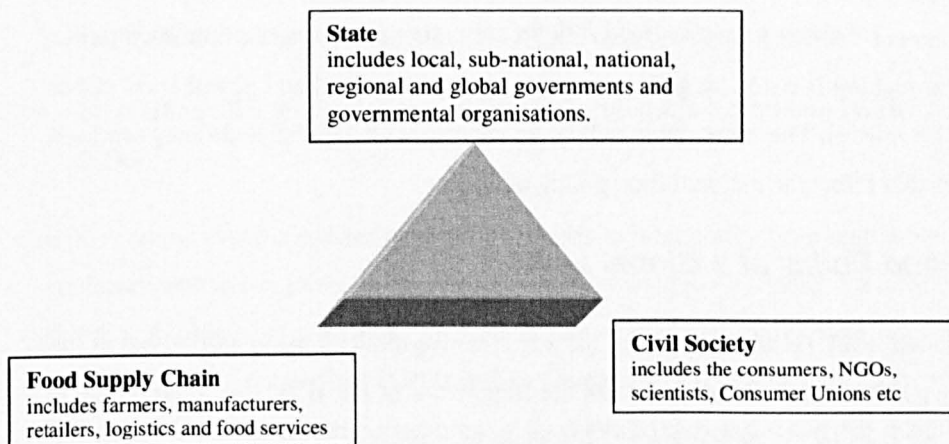 State
includes local, sub-national, national,
regional and global governments and
governmental organisations.
Food Supply Chain
includes farmers, manufacturers,
retailers, logistics and food services
Civil Society
includes the consumers, NGOs,
scientists, Consumer Unions etc